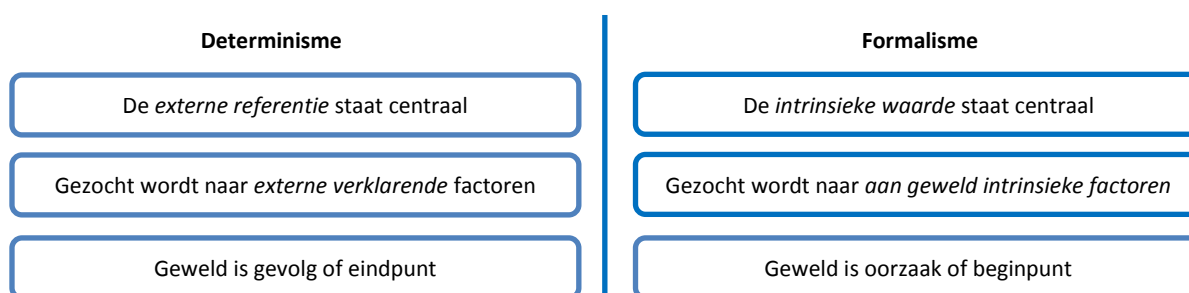 Determinisme
De externe referentie staat centraal
Gezocht wordt naar externe verklarende factoren
Geweld is gevolg of eindpunt
Formalisme
De intrinsieke waarde staat centraal
Gezocht wordt naar aan geweld intrinsieke factoren
Geweld is oorzaak of beginpunt